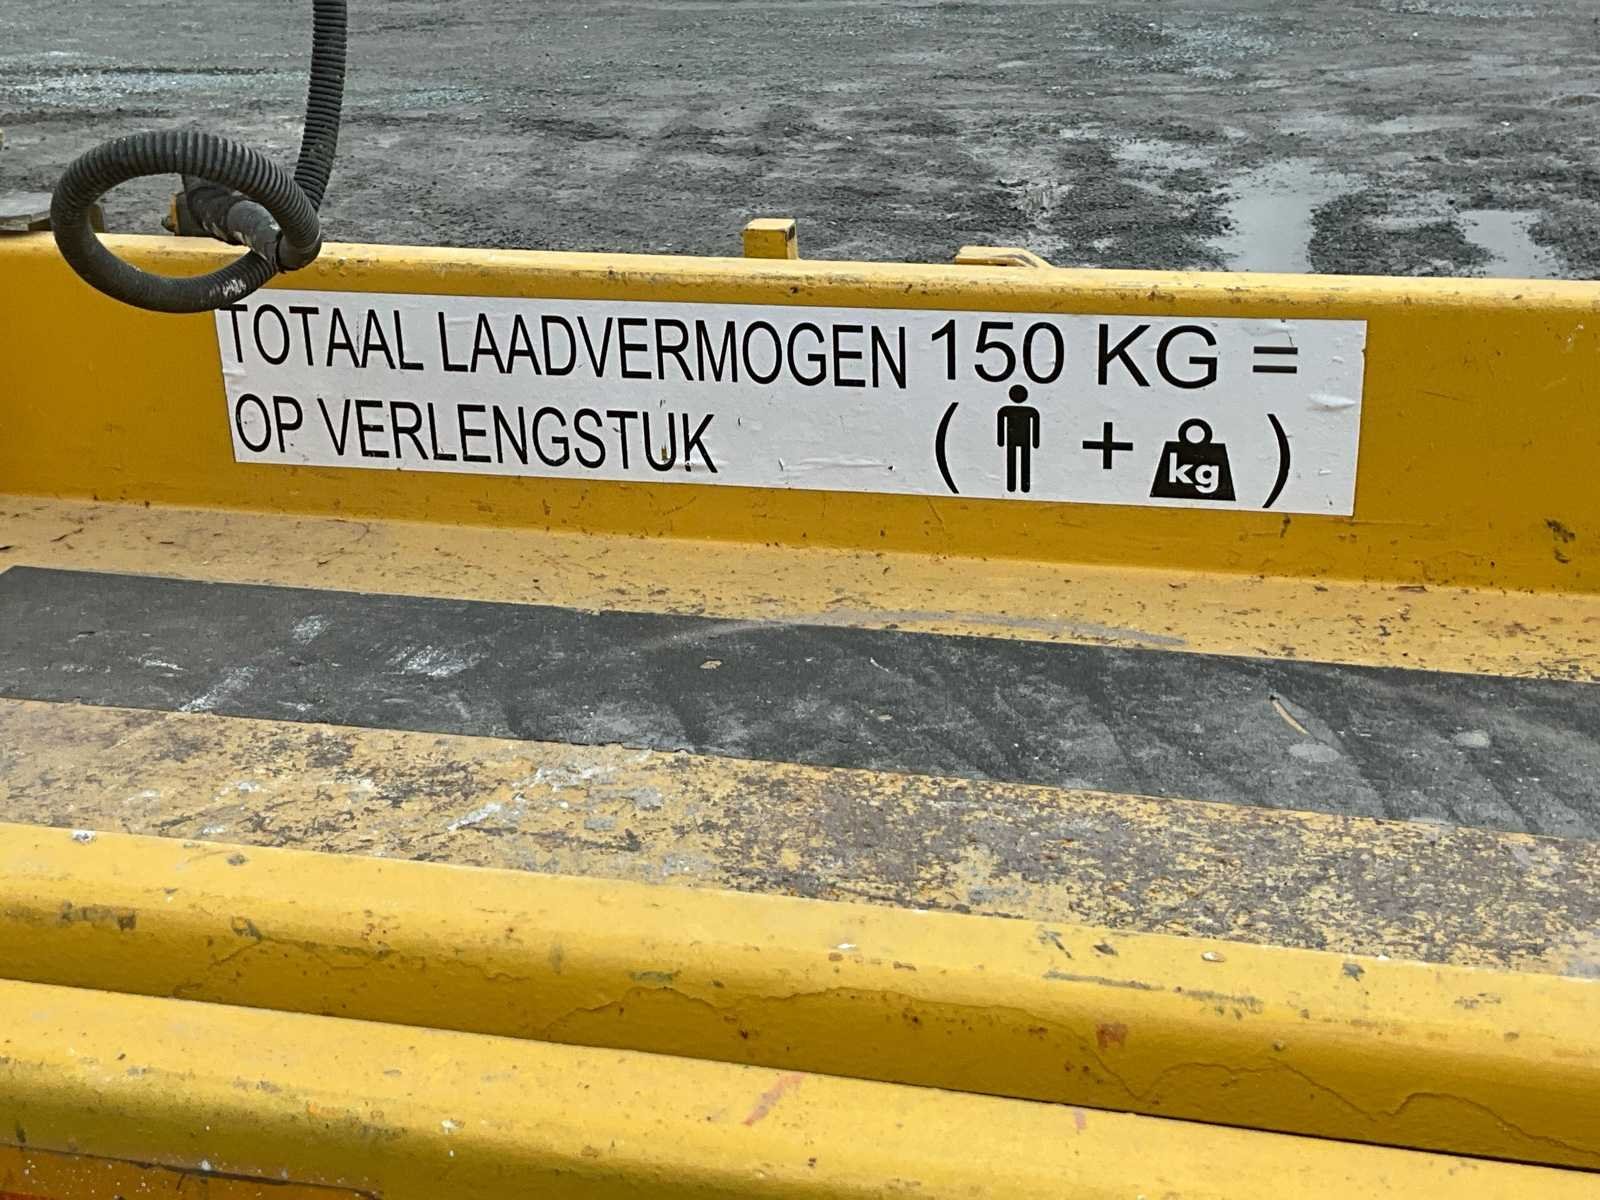 TOTAAL LAADVERMOGEN 150 KG =
OP VERLENGSTUK ( + kg )